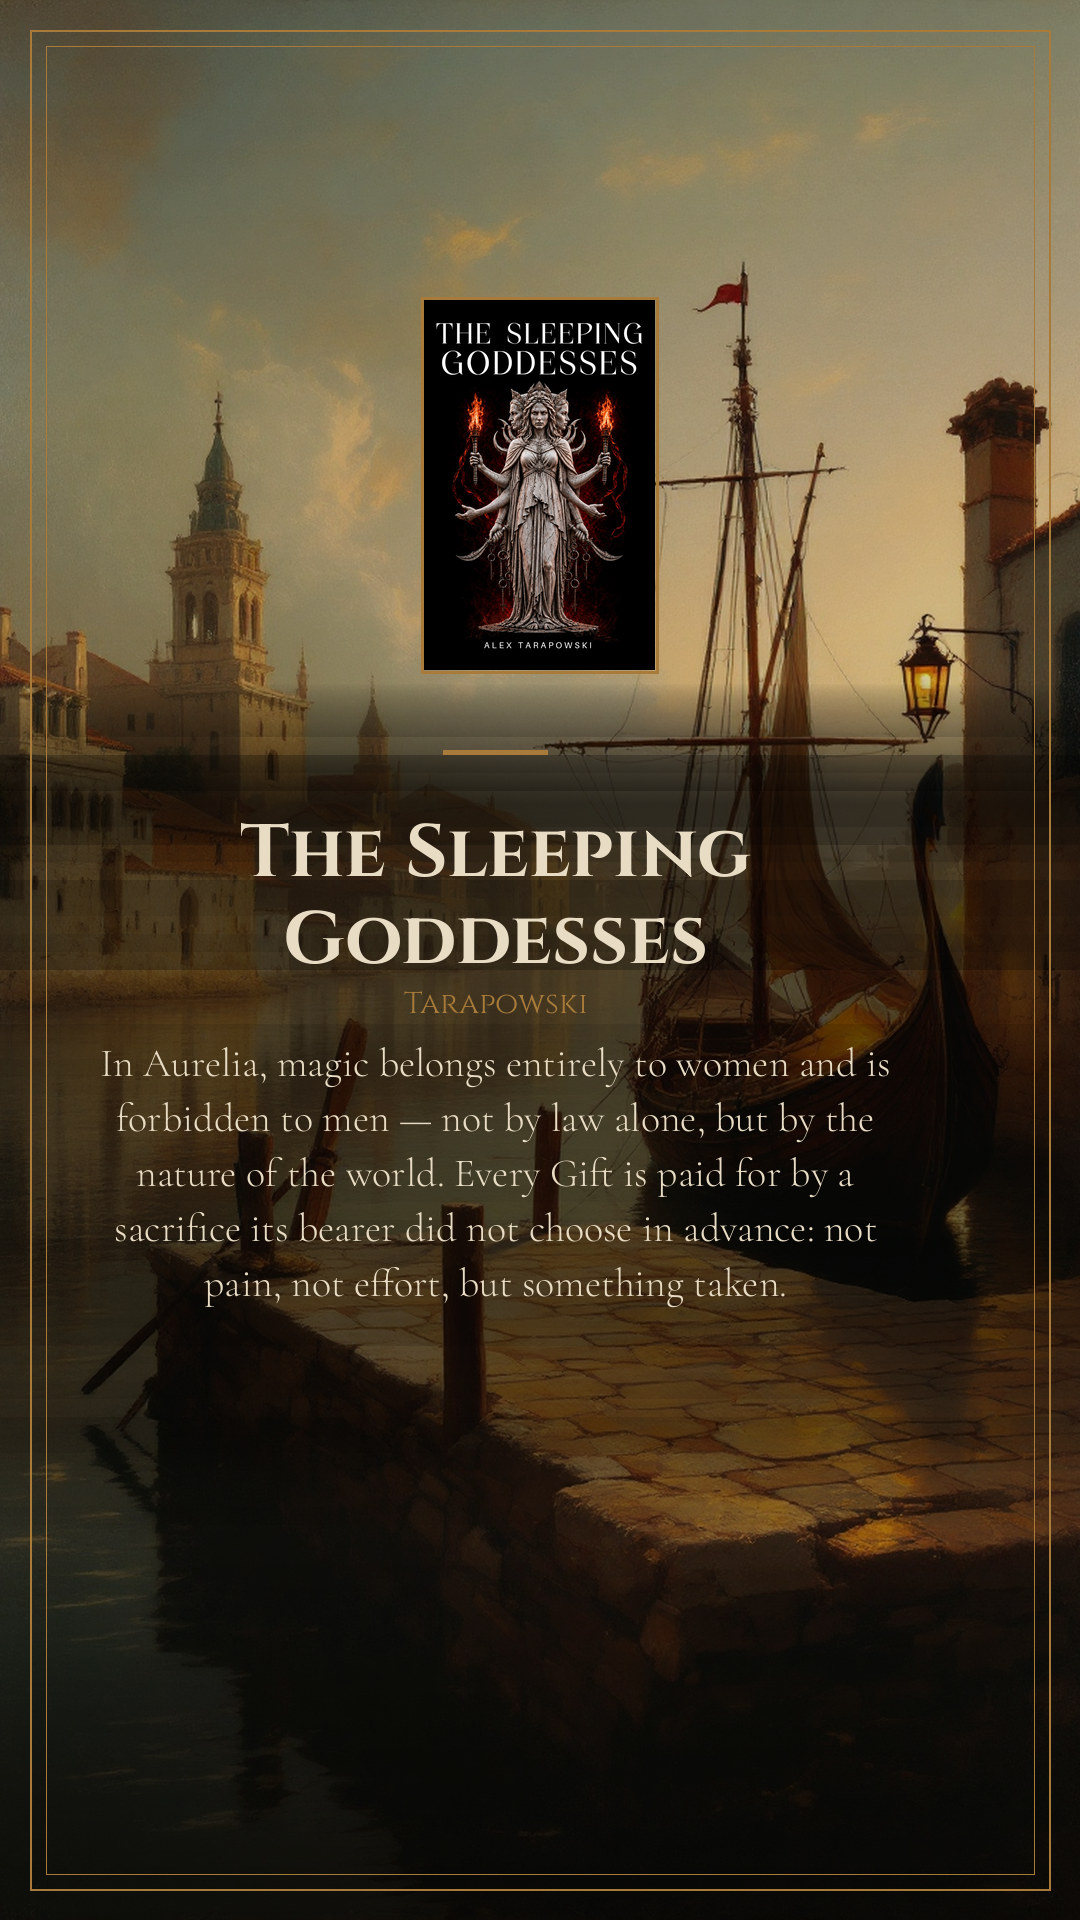 THE SLEEPING
GODDESSES
ALEX TARAPOWSKI
The Sleeping
Goddesses
Tarapowski
In Aurelia, magic belongs entirely to women and is
forbidden to men — not by law alone, but by the
nature of the world. Every Gift is paid for by a
sacrifice its bearer did not choose in advance: not
pain, not effort, but something taken.